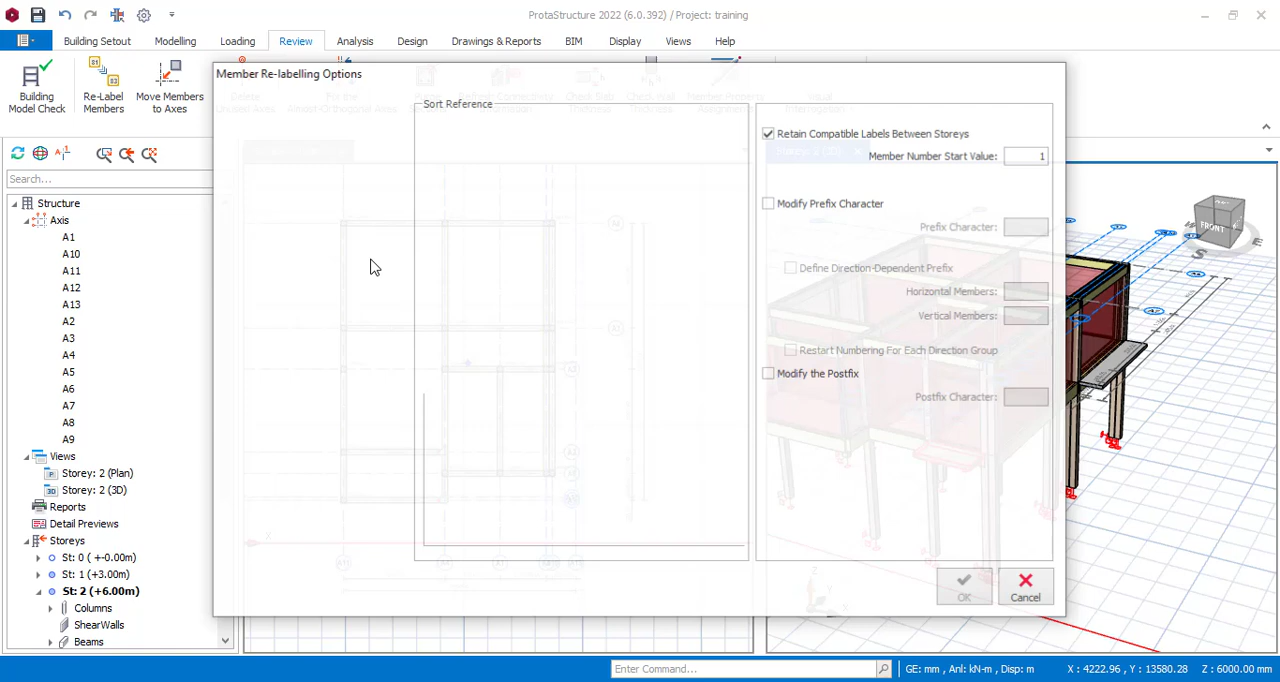 ProtaStructure 2022 (6.0.392) / Project: training
Building Setout
Modelling
Loading
Review
Analysis
Design
Drawings & Reports
BIM
Display
Views
Help
Building
Model Check
Re-Label
Members
Move Members
to Axes
Member Re-labelling Options
Sort Reference
Retain Compatible Labels Between Storeys
Member Number Start Value: 1
Modify Prefix Character
Prefix Character:
Define Direction-Dependent Prefix
Horizontal Members:
Vertical Members:
Restart Numbering For Each Direction Group
Modify the Postfix
Postfix Character:
OK
Cancel
Search...
Structure
Axis
A1
A10
A11
A12
A13
A2
A3
A4
A5
A6
A7
A8
A9
Views
Storey: 2 (Plan)
Storey: 2 (3D)
Reports
Detail Previews
Storeys
St: 0 ( +-0.00m)
St: 1 (+3.00m)
St: 2 (+6.00m)
Columns
ShearWalls
Beams
FRONT
S
E
Enter Command...
GE: mm , Anl: kN-m , Disp: m
X : 4222.96 , Y : 13580.28
Z : 6000.00 mm